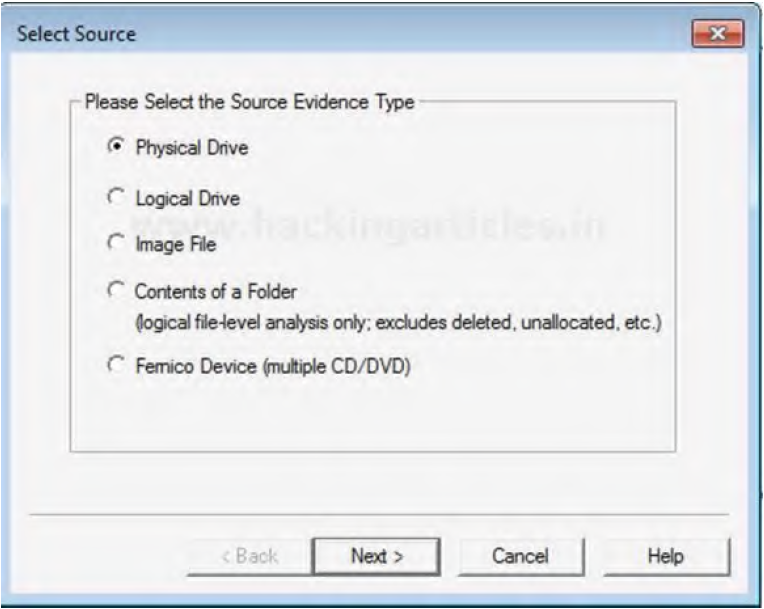 Select Source
Please Select the Source Evidence Type
Physical Drive
Logical Drive
www.hackingarticles.in
Image File
Contents of a Folder
(logical file-level analysis only; excludes deleted, unallocated, etc.)
Fernico Device (multiple CD/DVD)
< Back
Next >
Cancel
Help